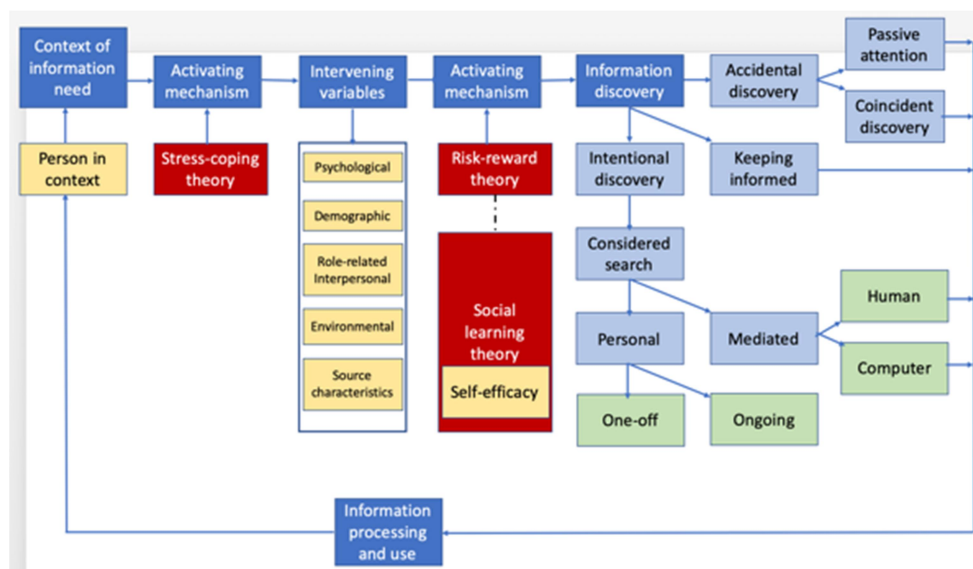 Context of
information
need
Activating
mechanism
Intervening
variables
Activating
mechanism
Information
discovery
Accidental
discovery
Passive
attention
Coincident
discovery
Person in
context
Stress-coping
theory
Psychological
Demographic
Role-related
Interpersonal
Environmental
Source
characteristics
Risk-reward
theory
Social
learning
theory
Self-efficacy
Intentional
discovery
Keeping
informed
Considered
search
Personal
Mediated
Human
Computer
One-off
Ongoing
Information
processing
and use